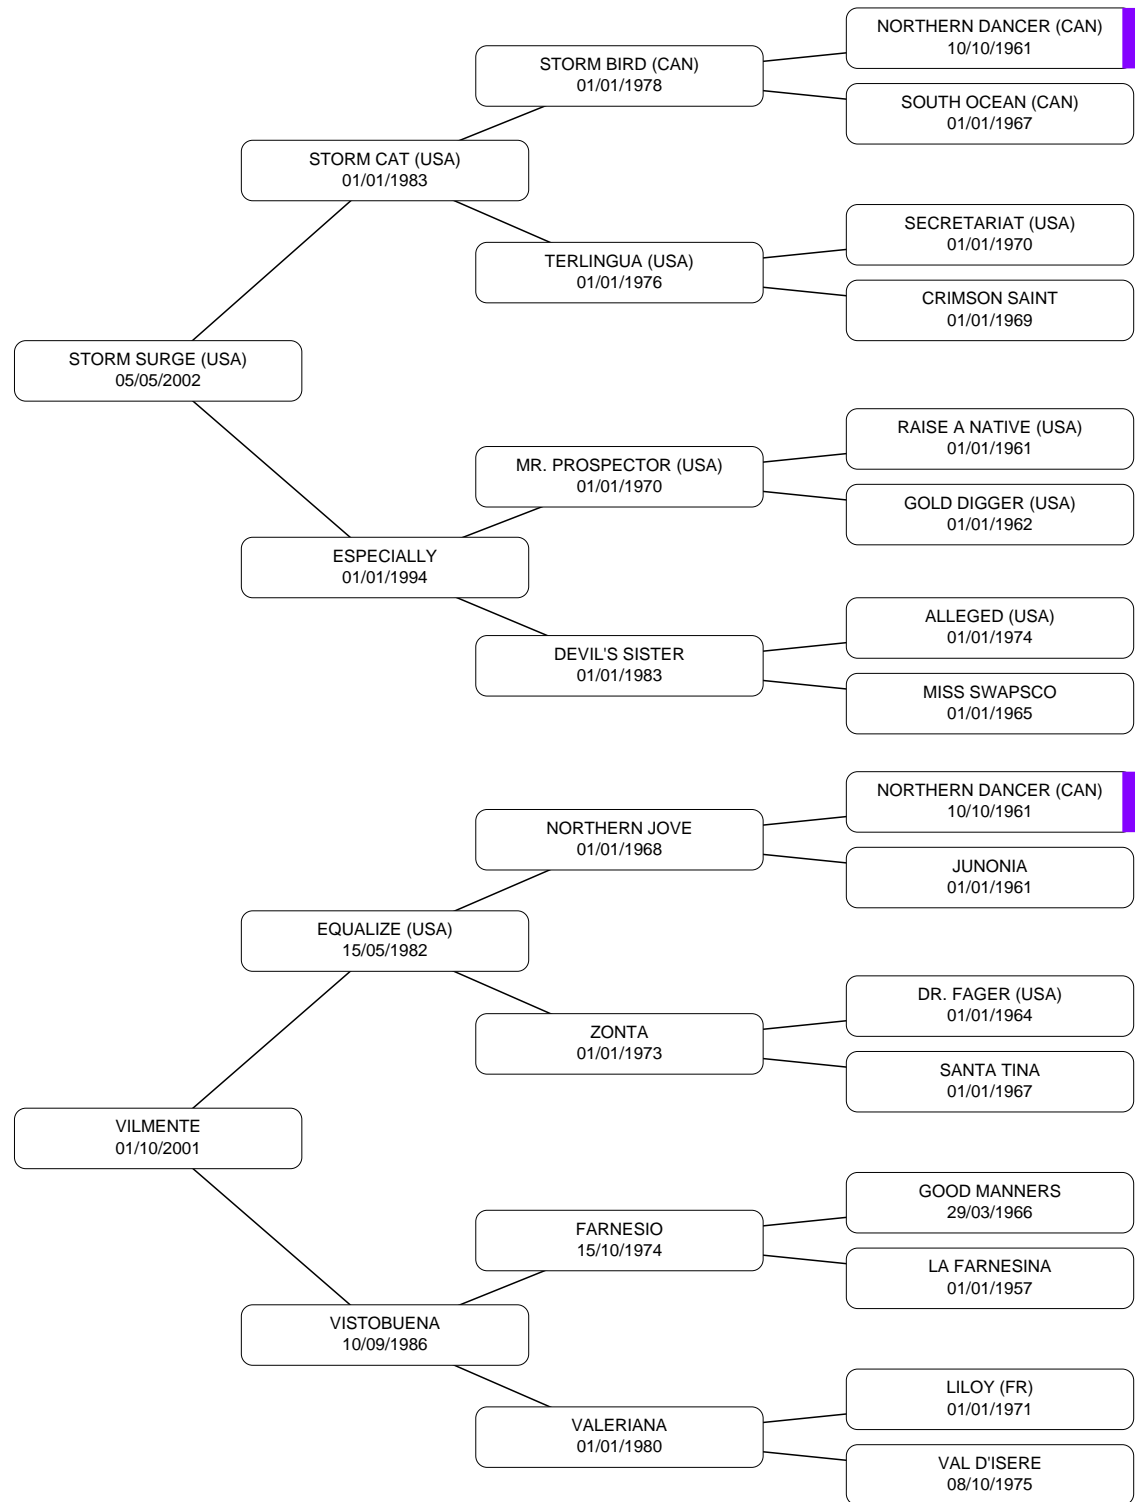 NORTHERN DANCER (CAN)
10/10/1961
STORM BIRD (CAN)
01/01/1978
SOUTH OCEAN (CAN)
01/01/1967
STORM CAT (USA)
01/01/1983
SECRETARIAT (USA)
01/01/1970
TERLINGUA (USA)
01/01/1976
CRIMSON SAINT
01/01/1969
STORM SURGE (USA)
05/05/2002
RAISE A NATIVE (USA)
01/01/1961
MR. PROSPECTOR (USA)
01/01/1970
GOLD DIGGER (USA)
01/01/1962
ESPECIALLY
01/01/1994
ALLEGED (USA)
01/01/1974
DEVIL'S SISTER
01/01/1983
MISS SWAPSCO
01/01/1965
NORTHERN DANCER (CAN)
10/10/1961
NORTHERN JOVE
01/01/1968
JUNONIA
01/01/1961
EQUALIZE (USA)
15/05/1982
DR. FAGER (USA)
01/01/1964
ZONTA
01/01/1973
SANTA TINA
01/01/1967
VILMENTE
01/10/2001
GOOD MANNERS
29/03/1966
FARNESIO
15/10/1974
LA FARNESINA
01/01/1957
VISTOBUENA
10/09/1986
LILOY (FR)
01/01/1971
VALERIANA
01/01/1980
VAL D'ISERE
08/10/1975